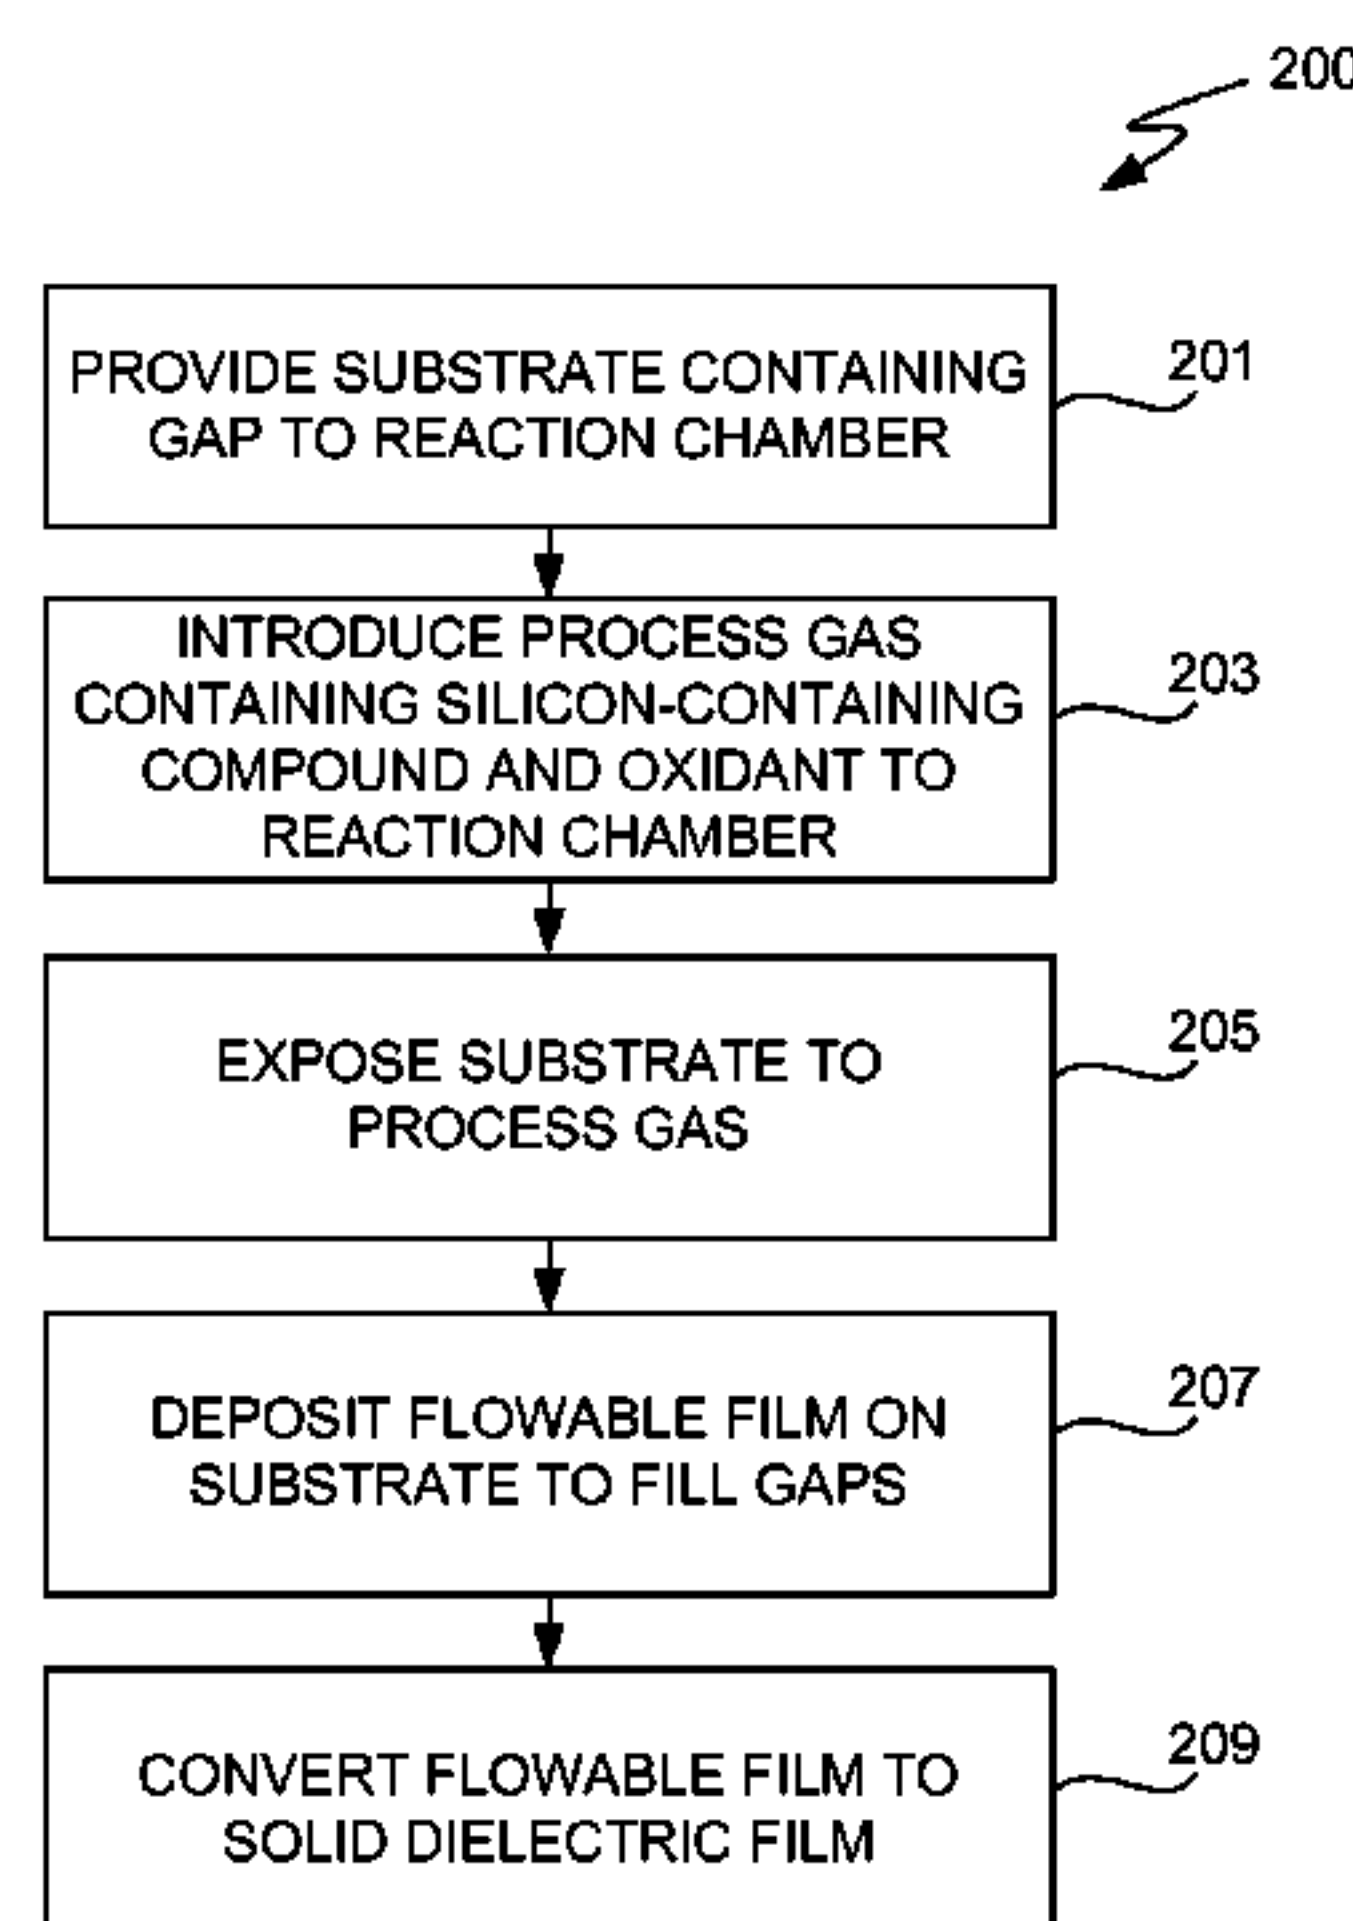 200
PROVIDE SUBSTRATE CONTAINING
GAP TO REACTION CHAMBER
201
INTRODUCE PROCESS GAS
CONTAINING SILICON-CONTAINING
COMPOUND AND OXIDANT TO
REACTION CHAMBER
203
EXPOSE SUBSTRATE TO
PROCESS GAS
205
DEPOSIT FLOWABLE FILM ON
SUBSTRATE TO FILL GAPS
207
CONVERT FLOWABLE FILM TO
SOLID DIELECTRIC FILM
209